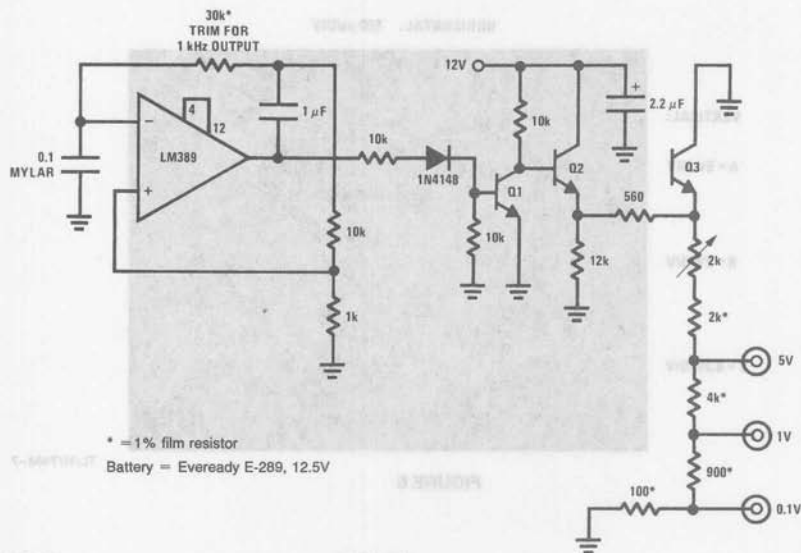 30k*
TRIM FOR
1 kHz OUTPUT
12V
+
2.2 µF
4
12
1 µF
10k
−
LM389
10k
Q2
Q3
0.1
MYLAR
+
1N4148
Q1
560
10k
10k
12k
2k
1k
2k*
5V
4k*
1V
* = 1% film resistor
Battery = Eveready E-289, 12.5V
900*
100*
0.1V
FIGURE 6